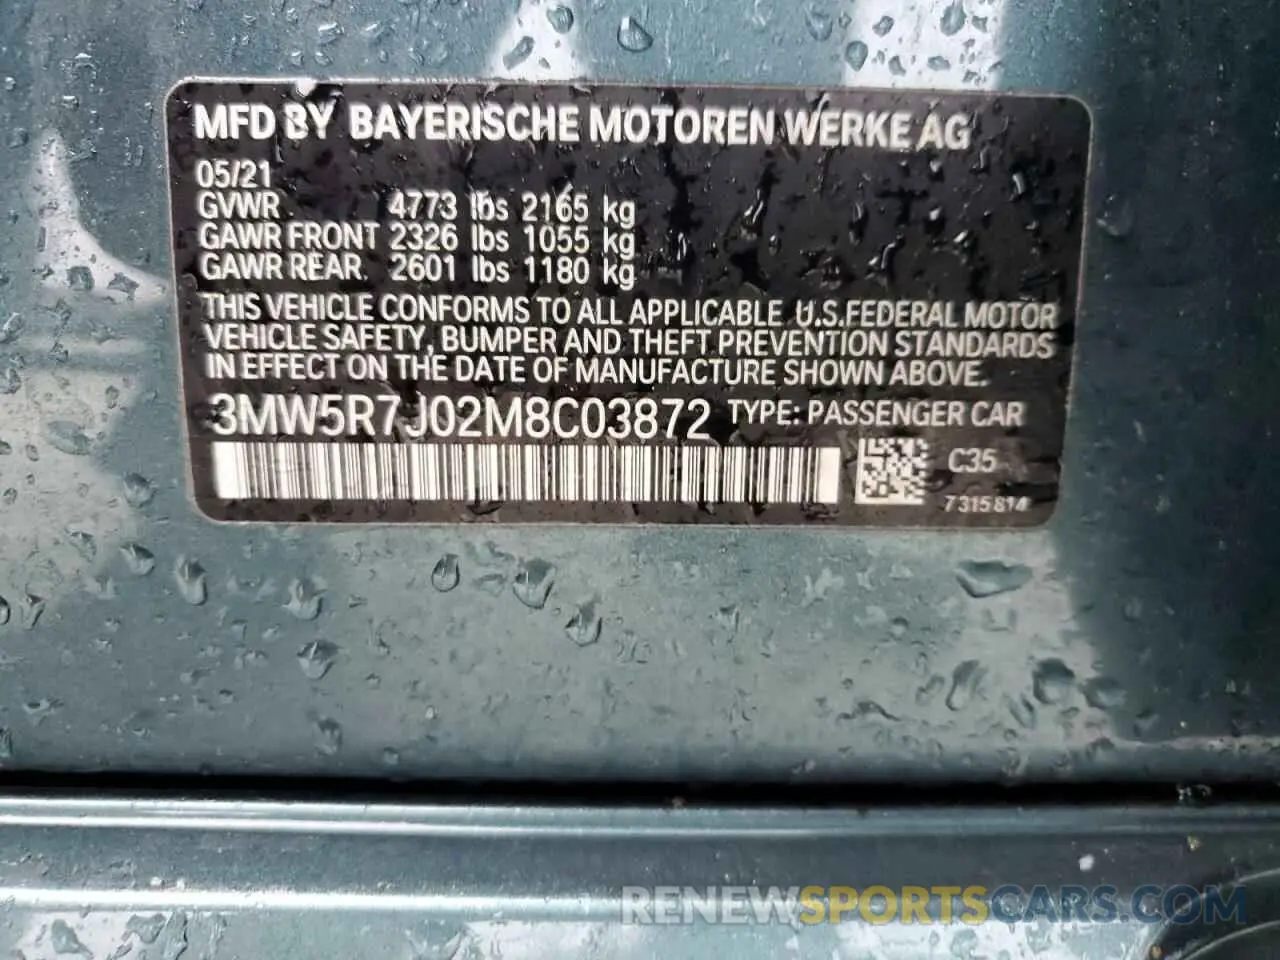 MFD BY BAYERISCHE MOTOREN WERKE AG
05/21
GVWR 4773 lbs 2165 kg
GAWR FRONT 2326 lbs 1055 kg
GAWR REAR 2601 lbs 1180 kg
THIS VEHICLE CONFORMS TO ALL APPLICABLE U.S.FEDERAL MOTOR
VEHICLE SAFETY, BUMPER AND THEFT PREVENTION STANDARDS
IN EFFECT ON THE DATE OF MANUFACTURE SHOWN ABOVE.
3MW5R7J02M8C03872 TYPE: PASSENGER CAR
C35
7315814
RENEWSPORTSCARS.COM